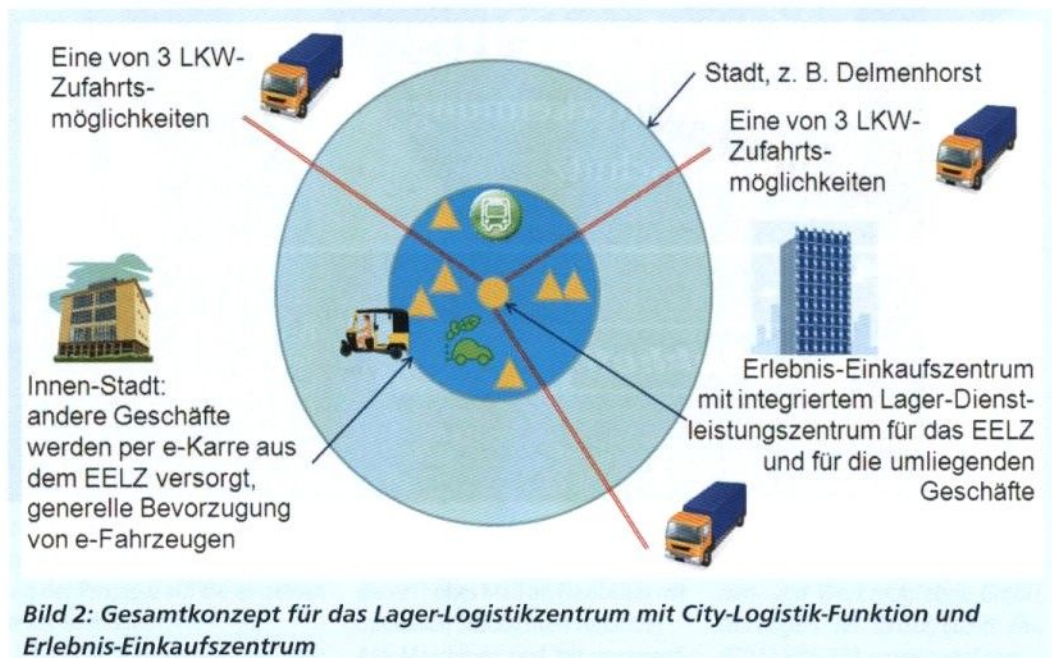 Eine von 3 LKW-
Zufahrts-
möglichkeiten
Stadt, z. B. Delmenhorst
Eine von 3 LKW-
Zufahrts-
möglichkeiten
Innen-Stadt:
andere Geschäfte
werden per e-Karre aus
dem EELZ versorgt,
generelle Bevorzugung
von e-Fahrzeugen
Erlebnis-Einkaufszentrum
mit integriertem Lager-Dienst-
leistungszentrum für das EELZ
und für die umliegenden
Geschäfte
Bild 2: Gesamtkonzept für das Lager-Logistikzentrum mit City-Logistik-Funktion und
Erlebnis-Einkaufszentrum